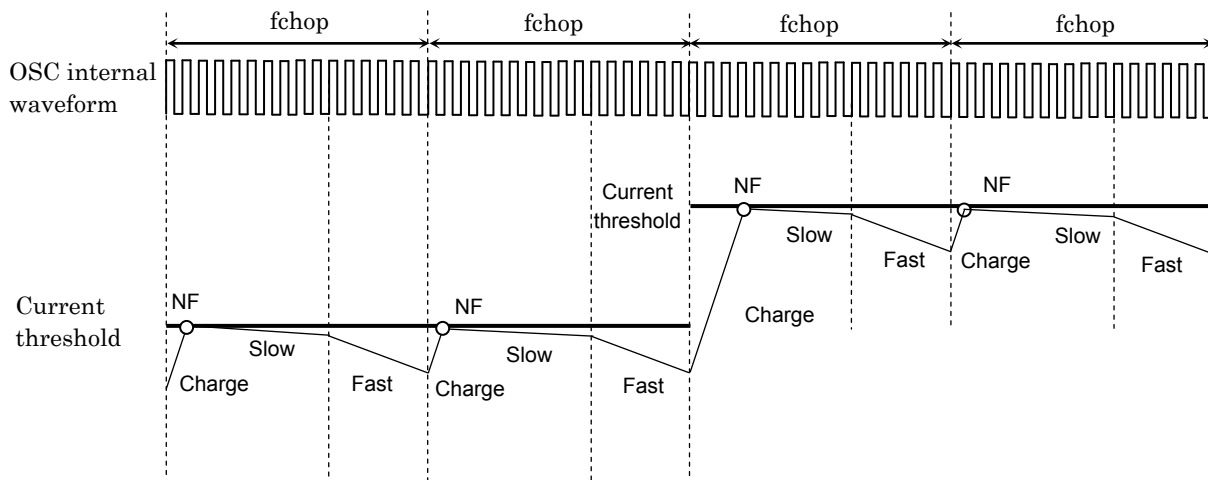 fchop
fchop
fchop
fchop
OSC internal
waveform
Current
threshold
NF
NF
Slow
Fast
Charge
Slow
Fast
Charge
Current
threshold
NF
NF
Slow
Slow
Charge
Fast
Charge
Fast